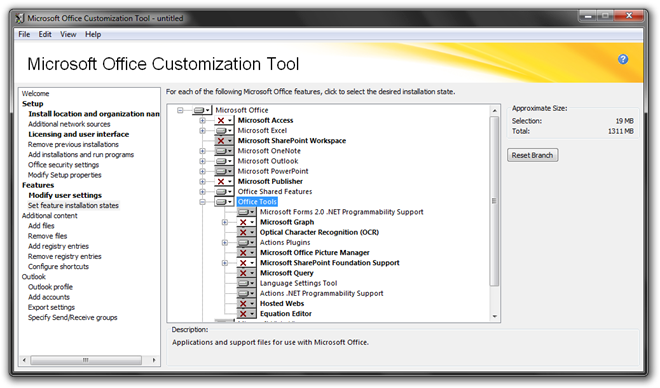 Microsoft Office Customization Tool - untitled
File Edit View Help
Microsoft Office Customization Tool
Welcome
Setup
Install location and organization nan
Additional network sources
Licensing and user interface
Remove previous installations
Add installations and run programs
Office security settings
Modify Setup properties
Features
Modify user settings
Set feature installation states
Additional content
Add files
Remove files
Add registry entries
Remove registry entries
Configure shortcuts
Outlook
Outlook profile
Add accounts
Export settings
Specify Send/Receive groups
For each of the following Microsoft Office features, click to select the desired installation state.
Microsoft Office
Microsoft Access
Microsoft Excel
Microsoft SharePoint Workspace
Microsoft OneNote
Microsoft Outlook
Microsoft PowerPoint
Microsoft Publisher
Office Shared Features
Office Tools
Microsoft Forms 2.0 .NET Programmability Support
Microsoft Graph
Optical Character Recognition (OCR)
Actions Plugins
Microsoft Office Picture Manager
Microsoft SharePoint Foundation Support
Microsoft Query
Language Settings Tool
Actions .NET Programmability Support
Hosted Webs
Equation Editor
Approximate Size:
Selection: 19 MB
Total: 1311 MB
Reset Branch
Description:
Applications and support files for use with Microsoft Office.